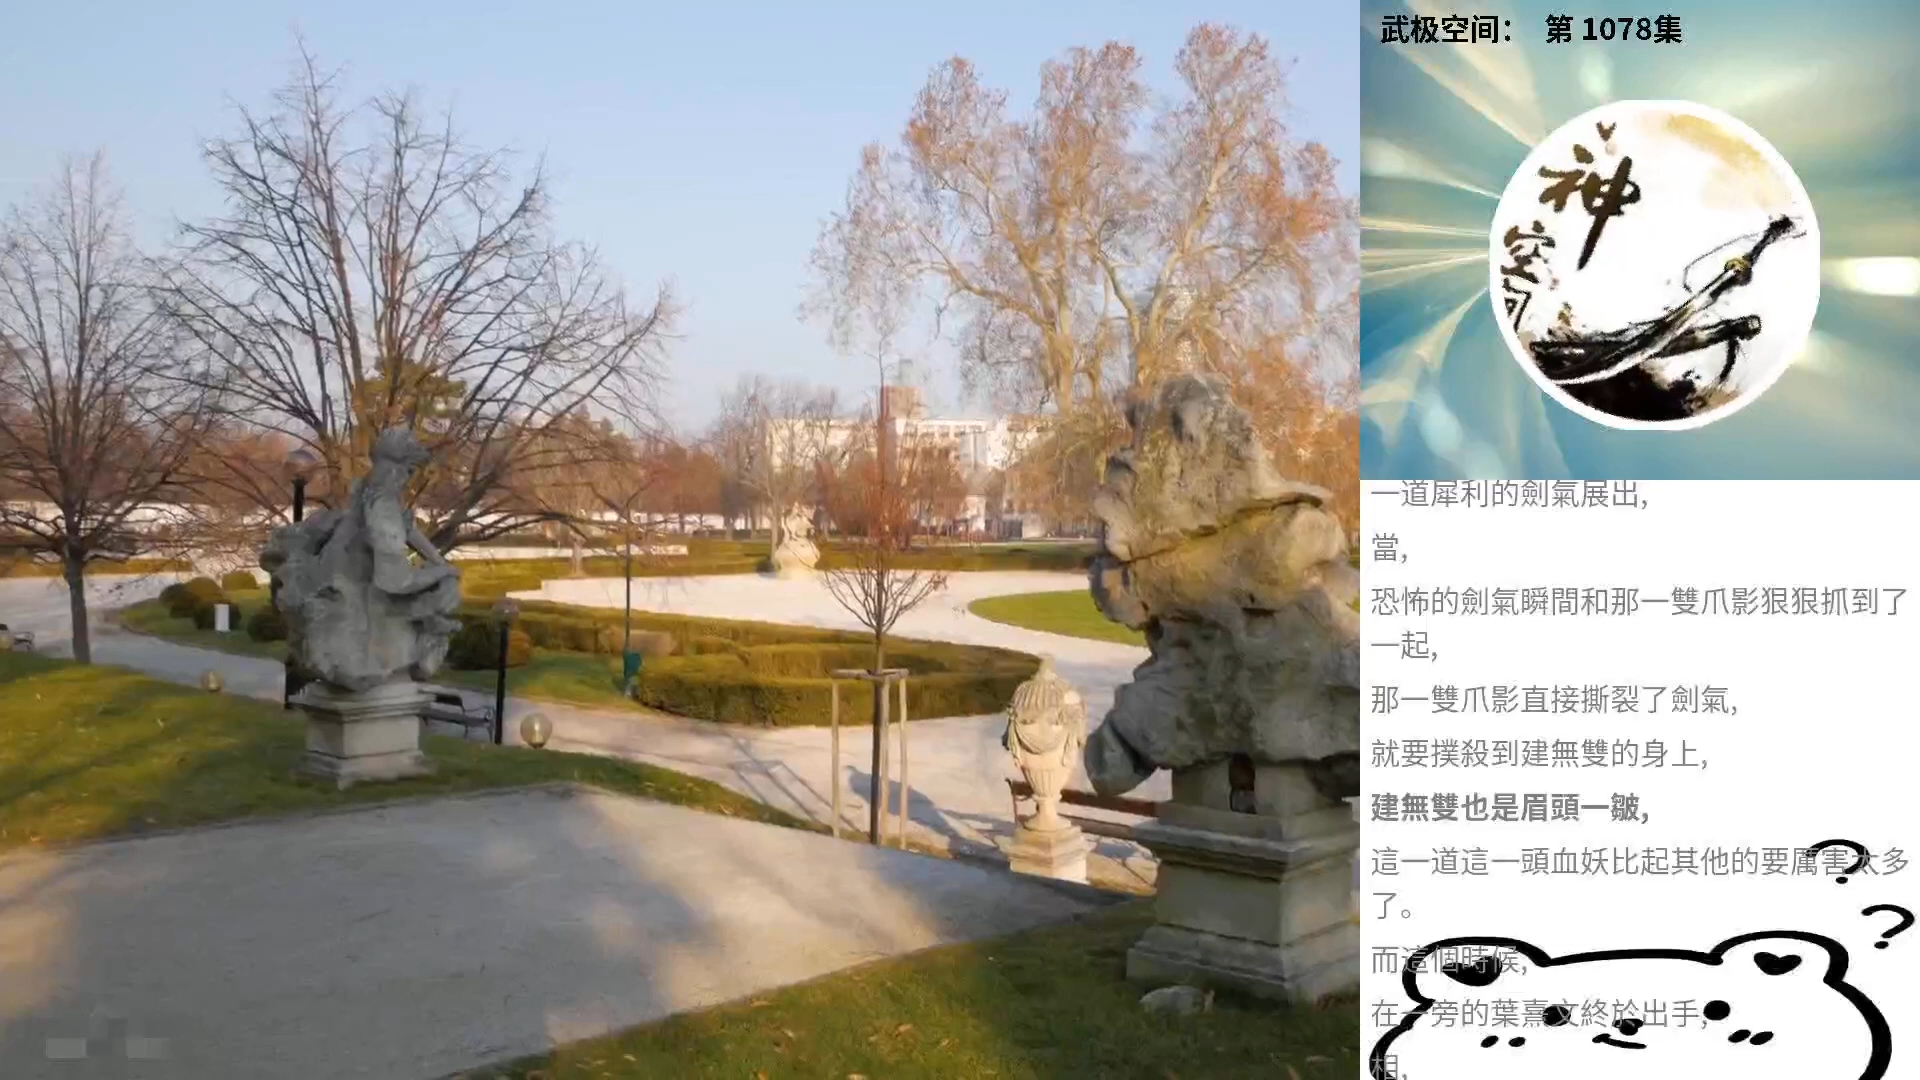 武极空间： 第 1078集
神
空间
一道犀利的劍氣展出,
當,
恐怖的劍氣瞬間和那一雙爪影狠狠抓到了
一起,
那一雙爪影直接撕裂了劍氣,
就要撲殺到建無雙的身上,
建無雙也是眉頭一皺,
這一道這一頭血妖比起其他的要厲害太多
了。
而這個時候,
在一旁的葉熹文終於出手,
相,